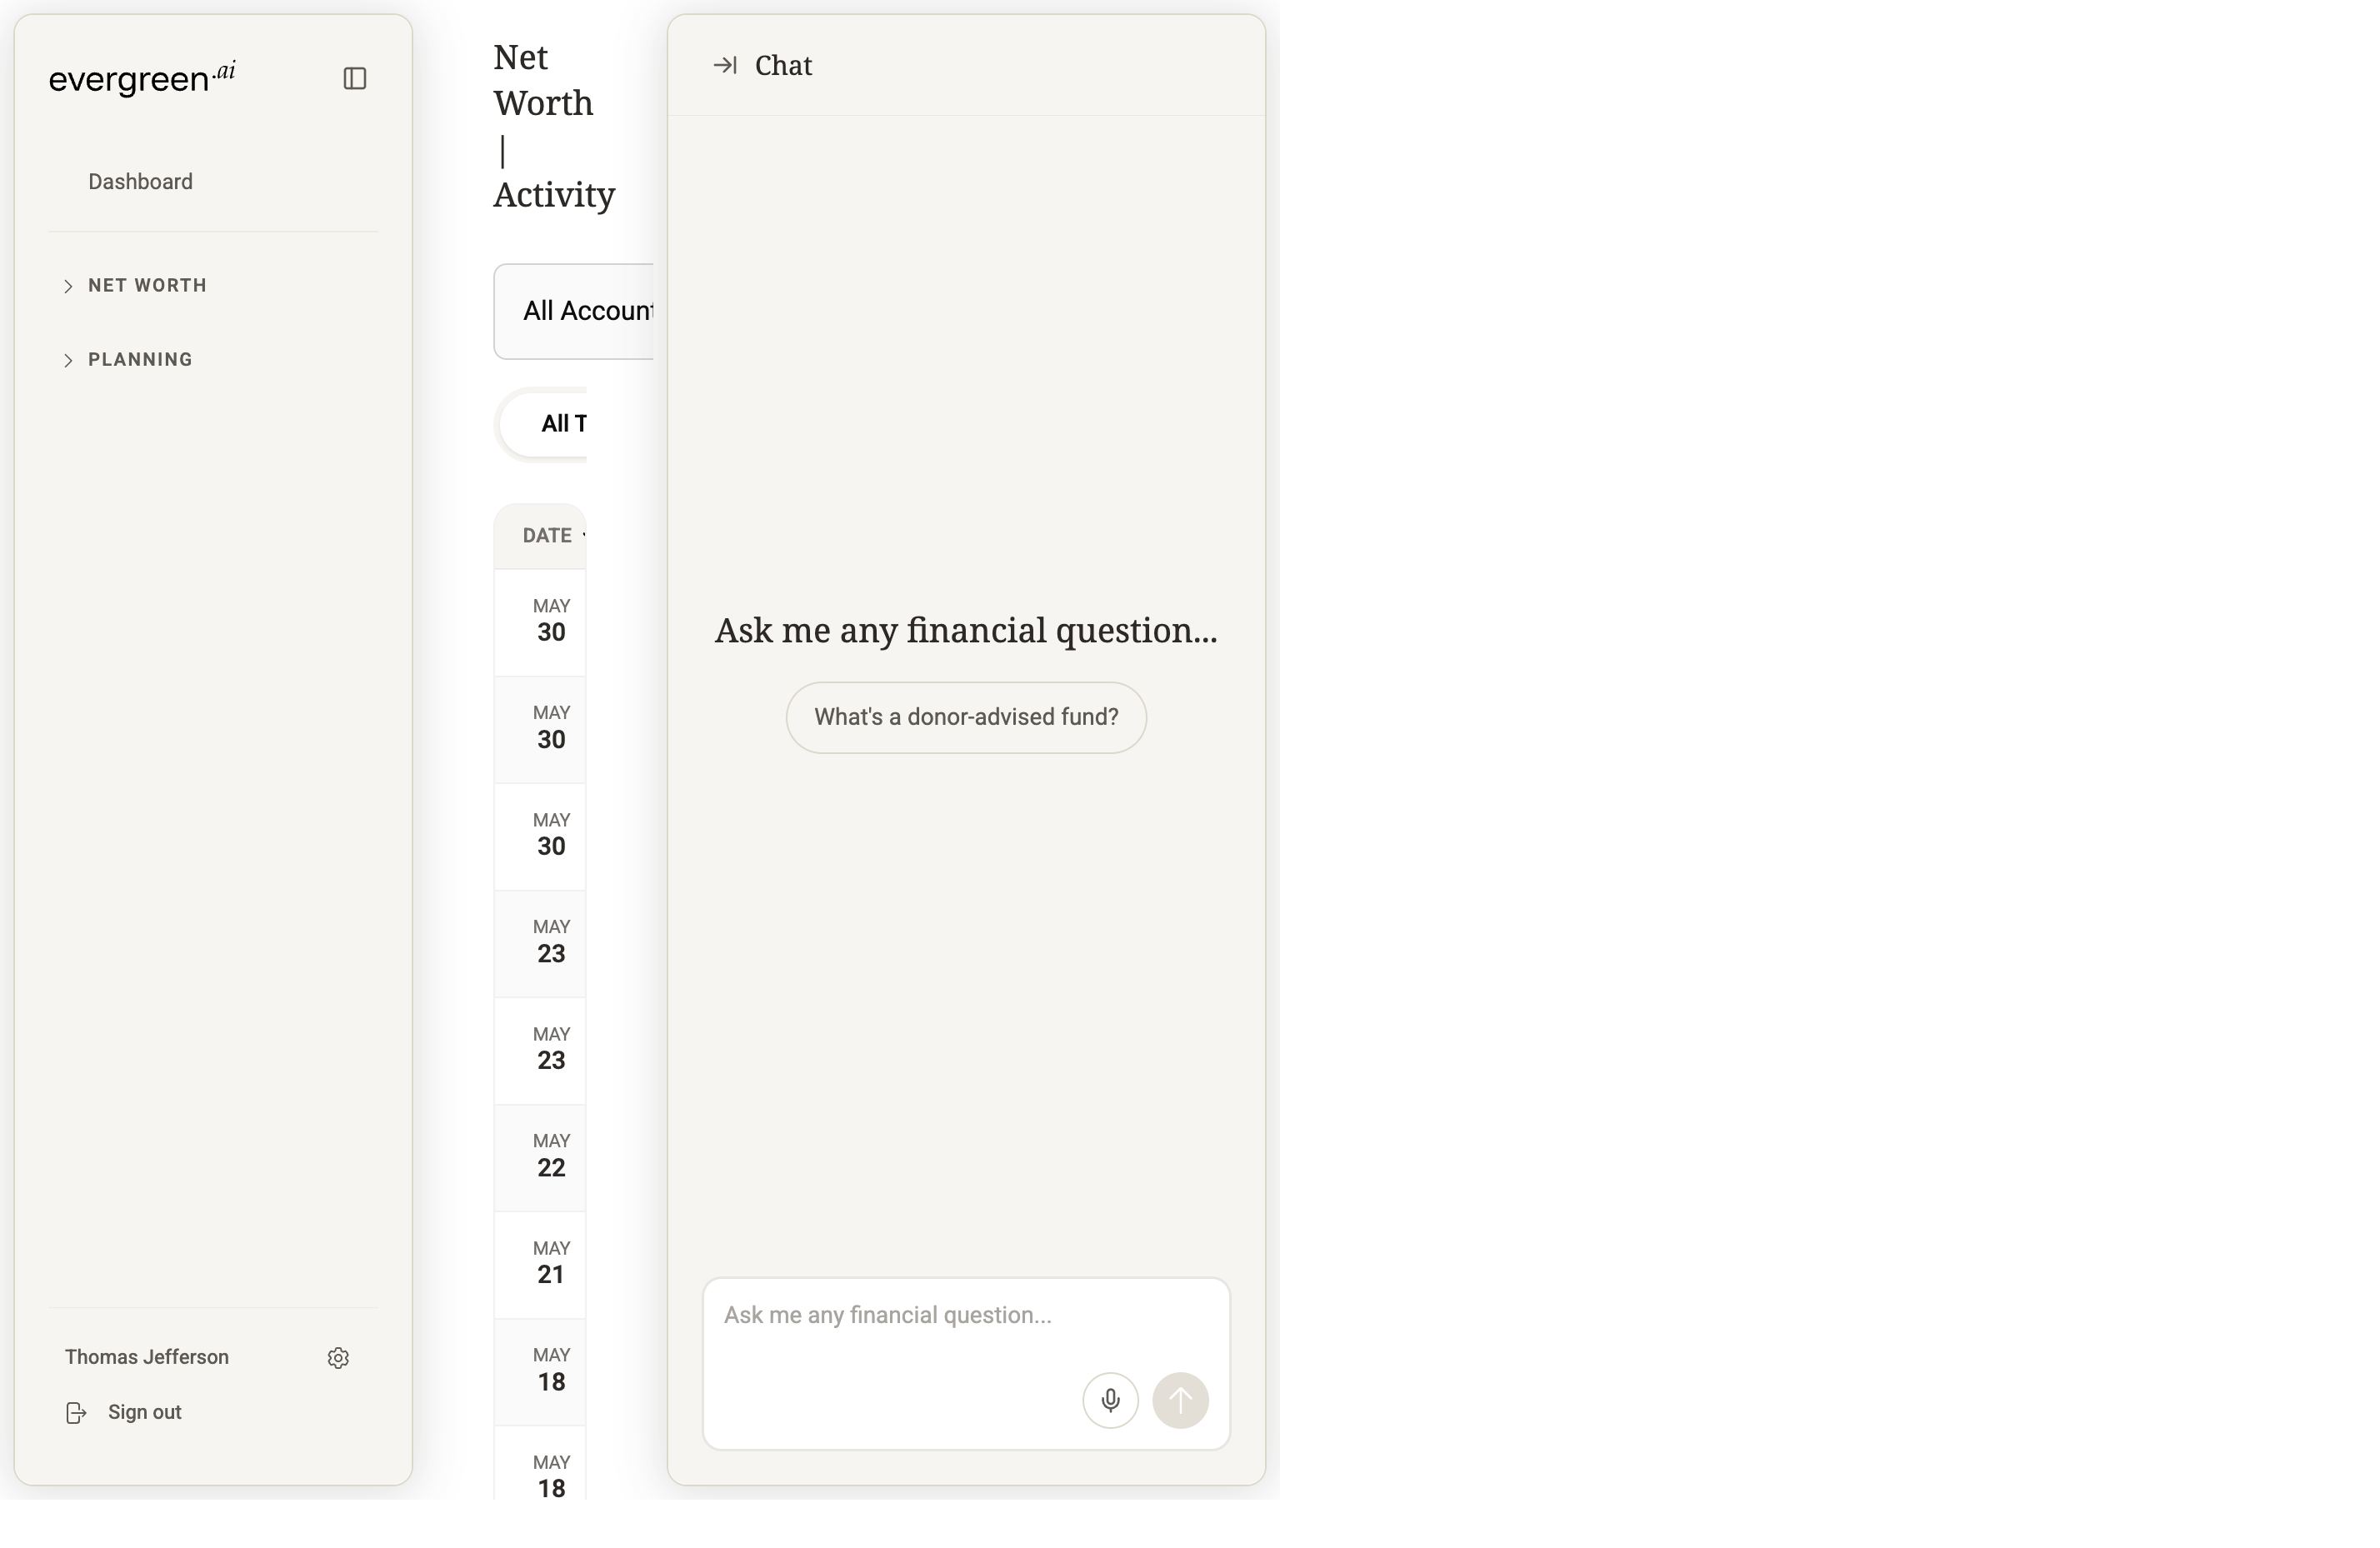 evergreen.ai
Dashboard
NET WORTH
PLANNING
Thomas Jefferson
Sign out
Net
Worth
|
Activity
All Account
All T
DATE
MAY
30
MAY
30
MAY
30
MAY
23
MAY
23
MAY
22
MAY
21
MAY
18
MAY
18
Chat
Ask me any financial question...
What's a donor-advised fund?
Ask me any financial question...